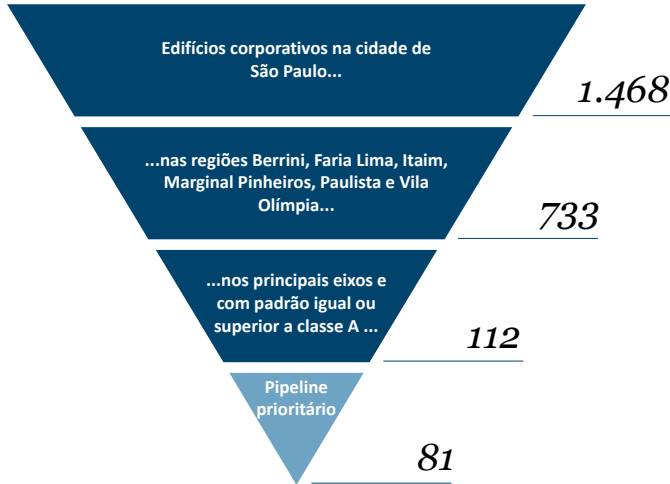 Edifícios corporativos na cidade de
São Paulo...
1.468
...nas regiões Berrini, Faria Lima, Itaim,
Marginal Pinheiros, Paulista e Vila
Olímpia...
733
...nos principais eixos e
com padrão igual ou
superior a classe A ...
112
Pipeline
prioritário
81